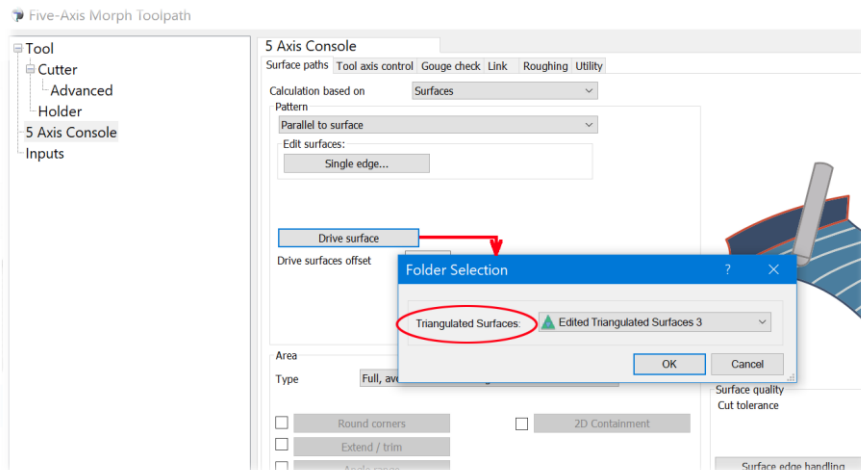 Five-Axis Morph Toolpath
Tool
Cutter
Advanced
Holder
5 Axis Console
Inputs
5 Axis Console
Surface paths Tool axis control Gouge check Link Roughing Utility
Calculation based on Surfaces
Pattern
Parallel to surface
Edit surfaces:
Single edge...
Drive surface
Drive surfaces offset
Folder Selection ?
Triangulated Surfaces: Edited Triangulated Surfaces 3
OK Cancel
Area
Type Full,
Surface quality
Cut tolerance
Round corners 2D Containment
Extend / trim
Angle range
Surface edge handling